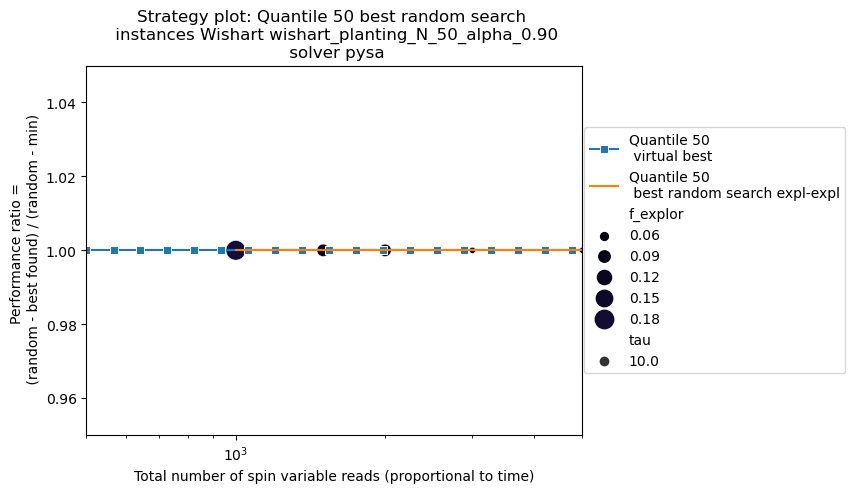 Strategy plot: Quantile 50 best random search
instances Wishart wishart_planting_N_50_alpha_0.90
solver pysa
Performance ratio =
(random - best found) / (random - min)
1.04
1.02
1.00
0.98
0.96
10^3
Total number of spin variable reads (proportional to time)
Quantile 50
virtual best
Quantile 50
best random search expl-expl
f_explor
0.06
0.09
0.12
0.15
0.18
tau
10.0